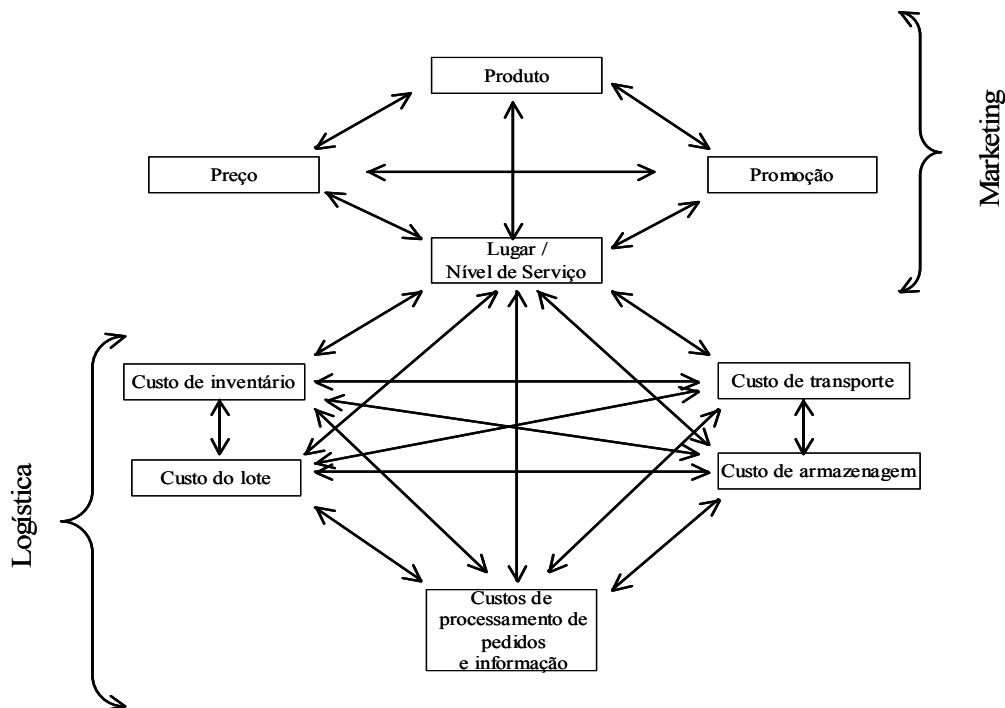 Produto
Marketing
Preço
Promoção
Lugar /
Nível de Serviço
Custo de inventário
Custo de transporte
Custo do lote
Custo de armazenagem
Logística
Custos de
processamento de
pedidos
e informação